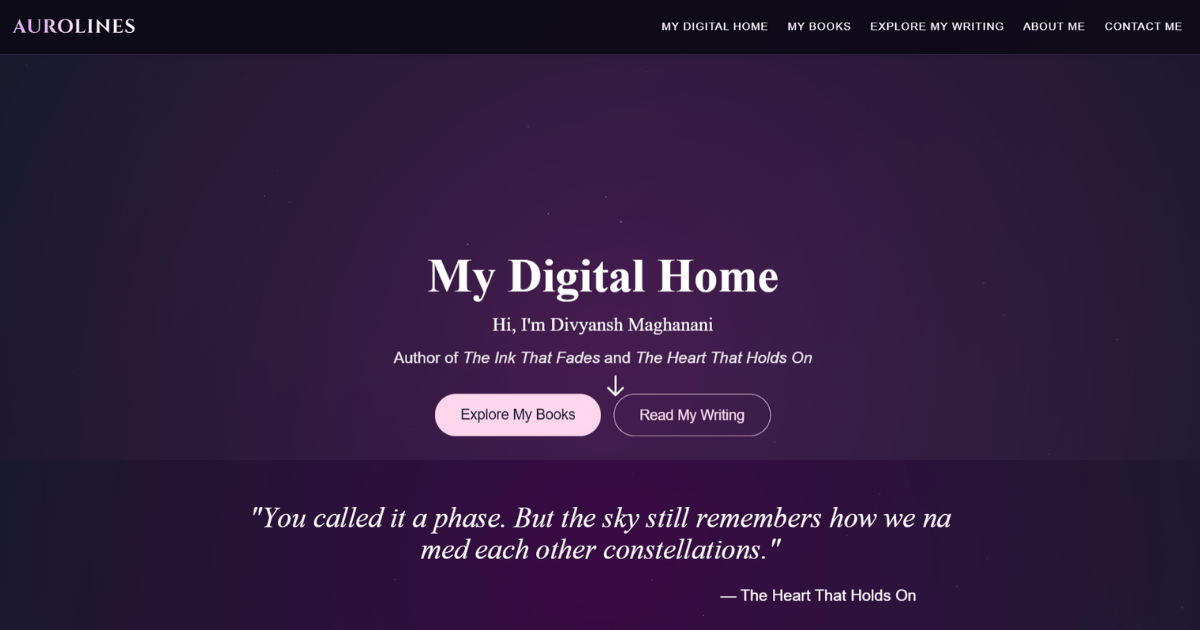 AUROLINES
MY DIGITAL HOME MY BOOKS EXPLORE MY WRITING ABOUT ME CONTACT ME
My Digital Home
Hi, I'm Divyansh Maghanani
Author of The Ink That Fades and The Heart That Holds On
Explore My Books Read My Writing
"You called it a phase. But the sky still remembers how we na
med each other constellations."
— The Heart That Holds On